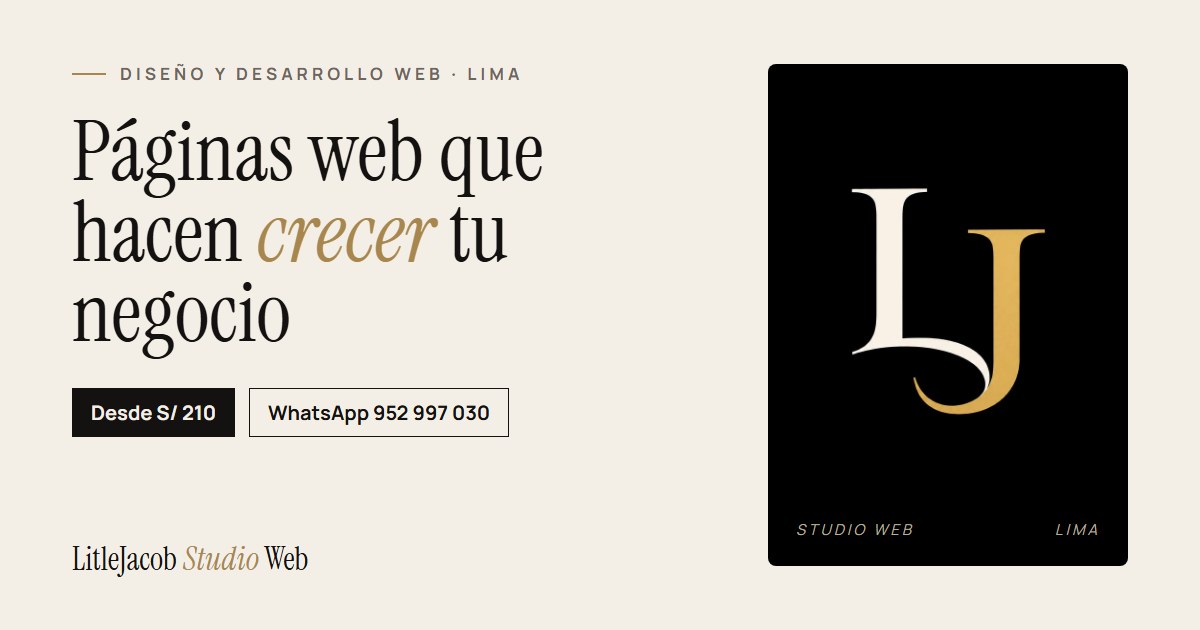 DISEÑO Y DESARROLLO WEB · LIMA
Páginas web que
hacen crecer tu
negocio
Desde S/ 210
WhatsApp 952 997 030
LitleJacob Studio Web
LJ
STUDIO WEB
LIMA